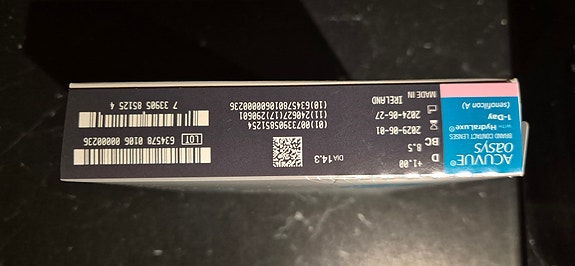 ACUVUE®
OASYS
BRAND CONTACT LENSES
WITH HydraLuxe®
1-Day
(senofilcon A)
D +1.00
BC 8.5
2029-06-01
2024-06-27
MADE IN IRELAND
DIA 14.3
(01)00733905851254
(11)240627(17)290601
(10)6345780106000000236
LOT 634578 0106 00000236
7 33905 85125 4